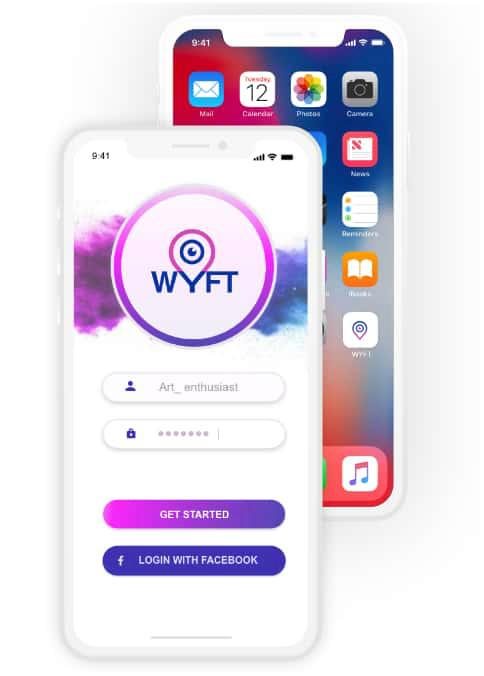 9:41
Tuesday
12
Mail
Calendar
Photos
Camera
News
Reminders
iBooks
WYFT
9:41
WYFT
Art_ enthusiast
GET STARTED
f LOGIN WITH FACEBOOK